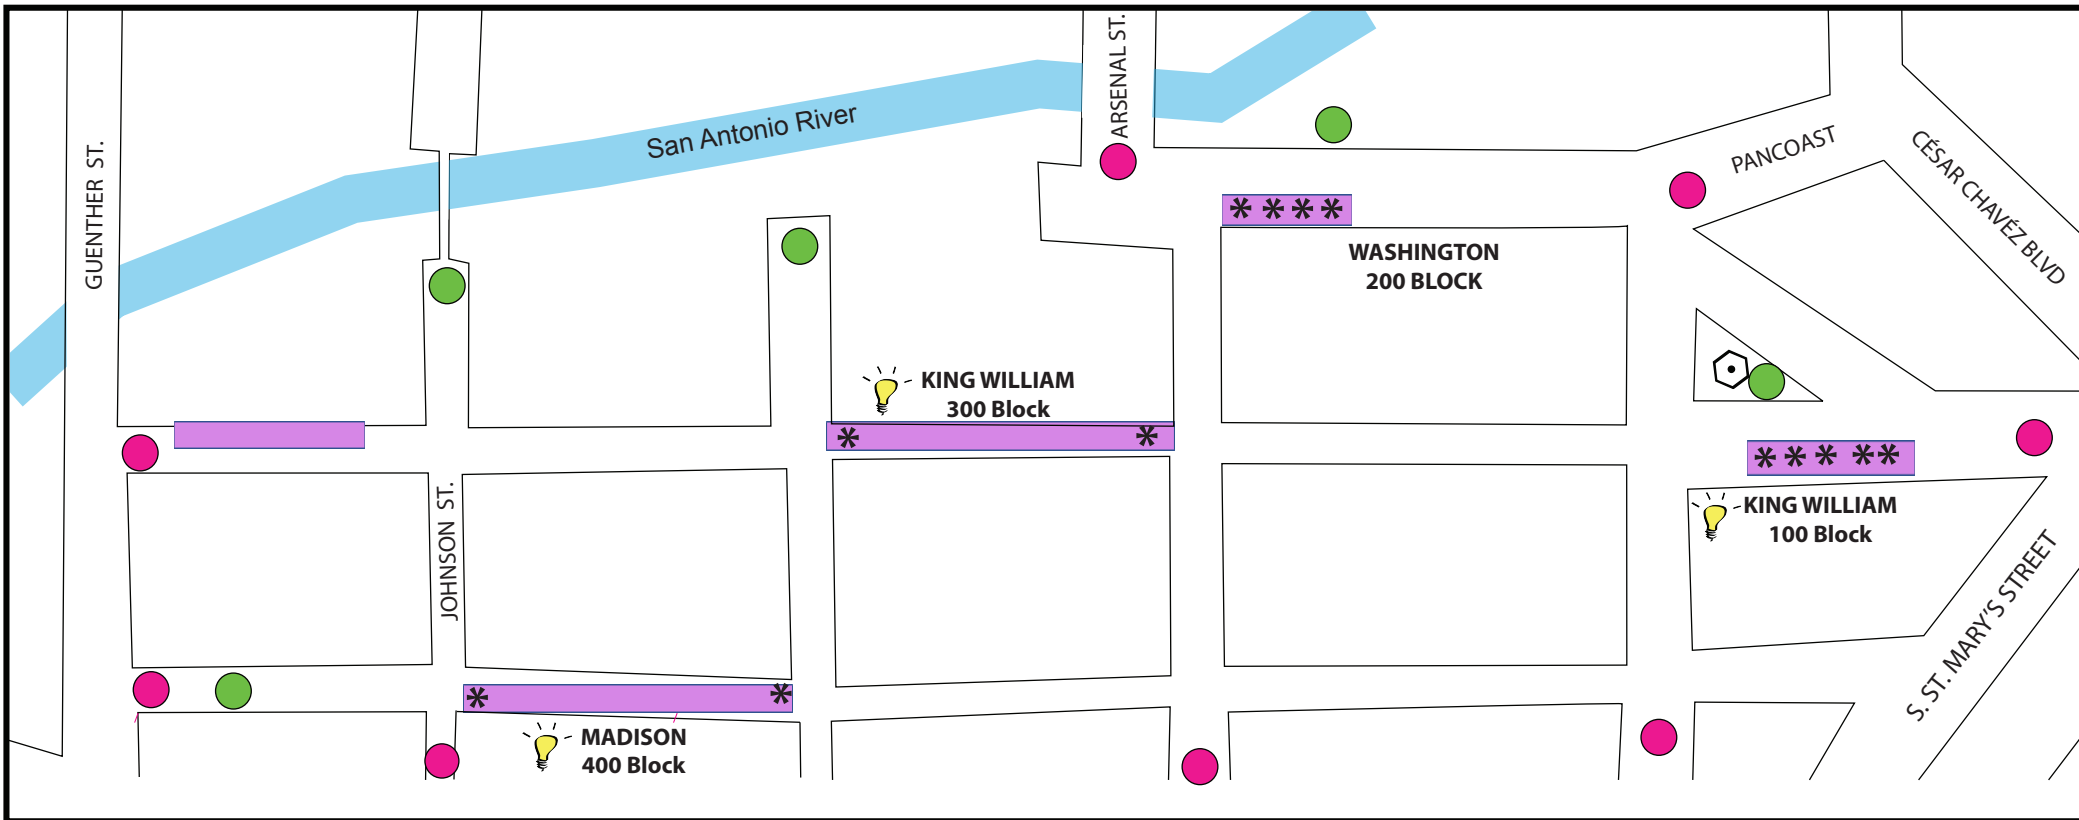 GUENTHER ST.
San Antonio River
ARSENAL ST.
PANCOAST
CÉSAR CHAVÉZ BLVD
* * * *
WASHINGTON
200 BLOCK
KING WILLIAM
300 Block
* *
* * * * *
KING WILLIAM
100 Block
JOHNSON ST.
S. ST. MARY'S STREET
* *
MADISON
400 Block